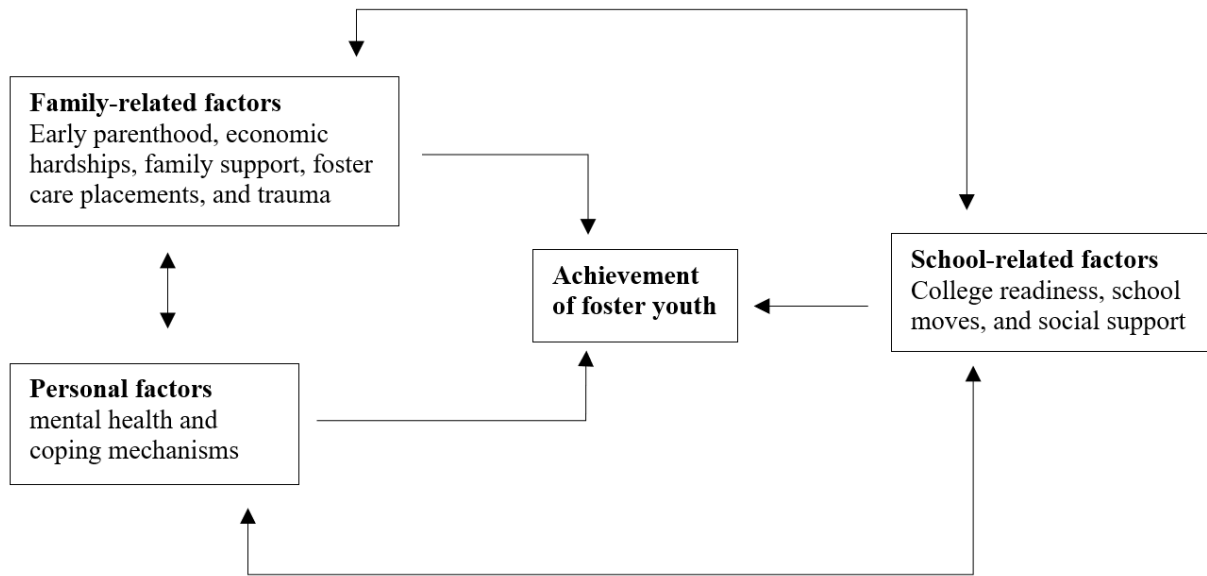 Family-related factors
Early parenthood, economic
hardships, family support, foster
care placements, and trauma
Achievement
of foster youth
School-related factors
College readiness, school
moves, and social support
Personal factors
mental health and
coping mechanisms